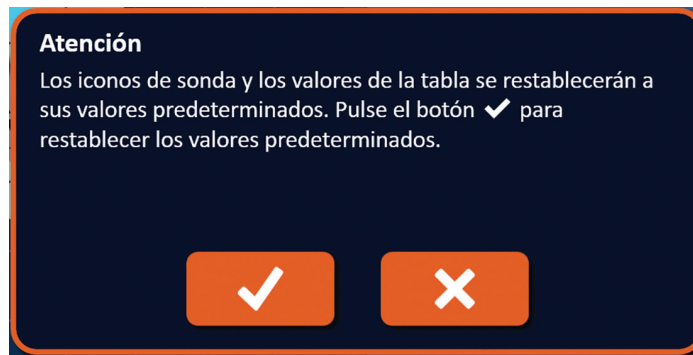 Atención
Los iconos de sonda y los valores de la tabla se restablecerán a
sus valores predeterminados. Pulse el botón ✔ para
restablecer los valores predeterminados.